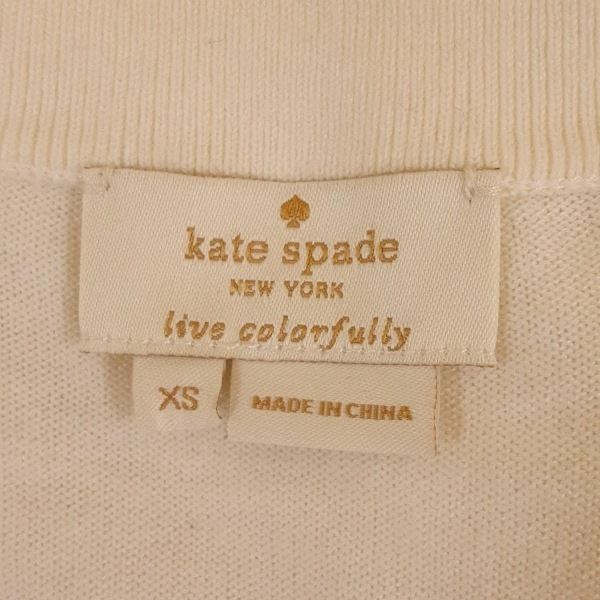 kate spade
NEW YORK
live colorfully
XS
MADE IN CHINA